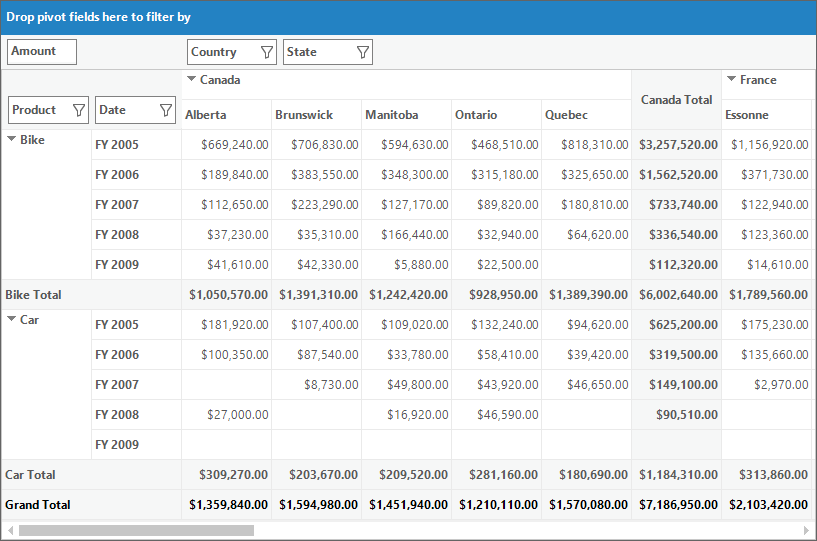 Drop pivot fields here to filter by
Amount Country State
Canada Canada Total France
Product Date Alberta Brunswick Manitoba Ontario Quebec Essonne
Bike FY 2005 $669,240.00 $706,830.00 $594,630.00 $468,510.00 $818,310.00 $3,257,520.00 $1,156,920.00
FY 2006 $189,840.00 $383,550.00 $348,300.00 $315,180.00 $325,650.00 $1,562,520.00 $371,730.00
FY 2007 $112,650.00 $223,290.00 $127,170.00 $89,820.00 $180,810.00 $733,740.00 $122,940.00
FY 2008 $37,230.00 $35,310.00 $166,440.00 $32,940.00 $64,620.00 $336,540.00 $123,360.00
FY 2009 $41,610.00 $42,330.00 $5,880.00 $22,500.00 $112,320.00 $14,610.00
Bike Total $1,050,570.00 $1,391,310.00 $1,242,420.00 $928,950.00 $1,389,390.00 $6,002,640.00 $1,789,560.00
Car FY 2005 $181,920.00 $107,400.00 $109,020.00 $132,240.00 $94,620.00 $625,200.00 $175,230.00
FY 2006 $100,350.00 $87,540.00 $33,780.00 $58,410.00 $39,420.00 $319,500.00 $135,660.00
FY 2007 $8,730.00 $49,800.00 $43,920.00 $46,650.00 $149,100.00 $2,970.00
FY 2008 $27,000.00 $16,920.00 $46,590.00 $90,510.00
FY 2009
Car Total $309,270.00 $203,670.00 $209,520.00 $281,160.00 $180,690.00 $1,184,310.00 $313,860.00
Grand Total $1,359,840.00 $1,594,980.00 $1,451,940.00 $1,210,110.00 $1,570,080.00 $7,186,950.00 $2,103,420.00